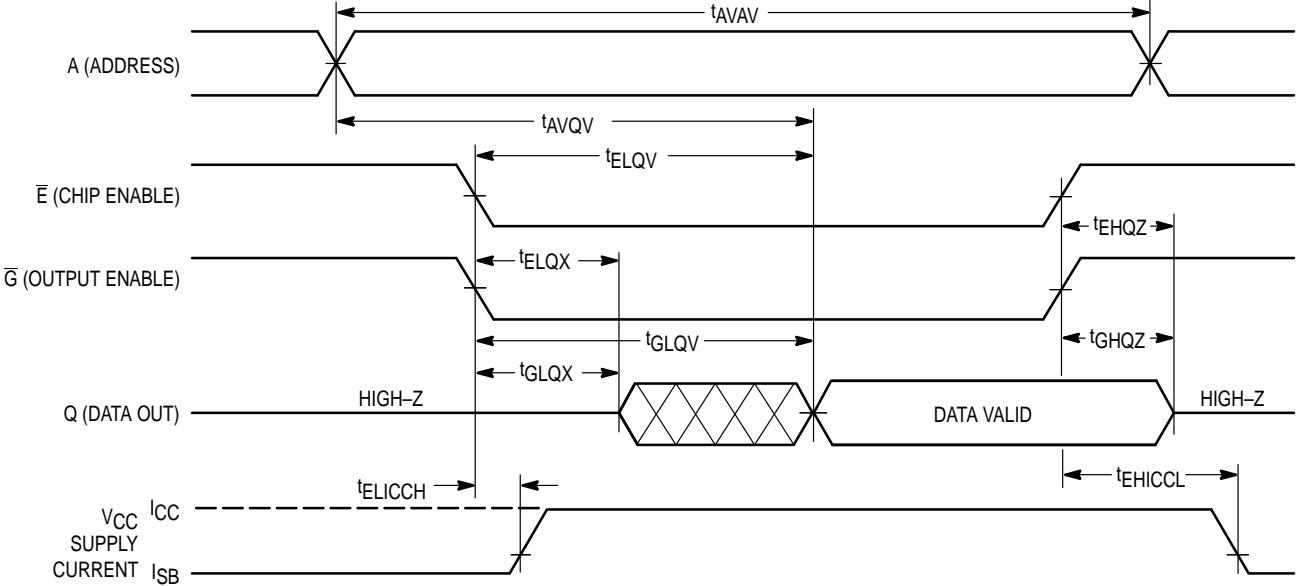 tAVAV
A (ADDRESS)
tAVQV
tELQV
E̅ (CHIP ENABLE)
tEHQZ
tELQX
G̅ (OUTPUT ENABLE)
tGLQV
tGHQZ
tGLQX
HIGH–Z
Q (DATA OUT)
DATA VALID
HIGH–Z
tELICCH
tEHICCL
VCC ICC
SUPPLY
CURRENT ISB